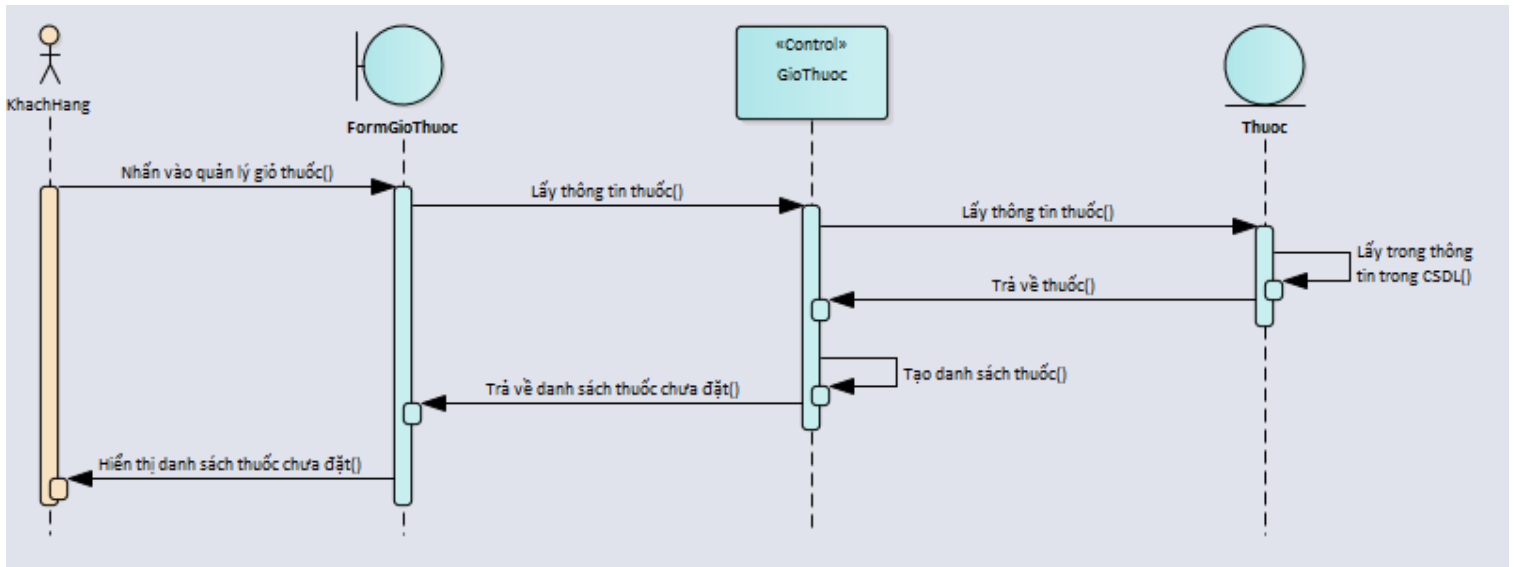 «Control»
GioThuoc
KhachHang
FormGioThuoc
Thuoc
Nhấn vào quản lý giỏ thuốc()
Lấy thông tin thuốc()
Lấy thông tin thuốc()
Lấy trong thông
tin trong CSDL()
Trả về thuốc()
Tạo danh sách thuốc()
Trả về danh sách thuốc chưa đặt()
Hiển thị danh sách thuốc chưa đặt()